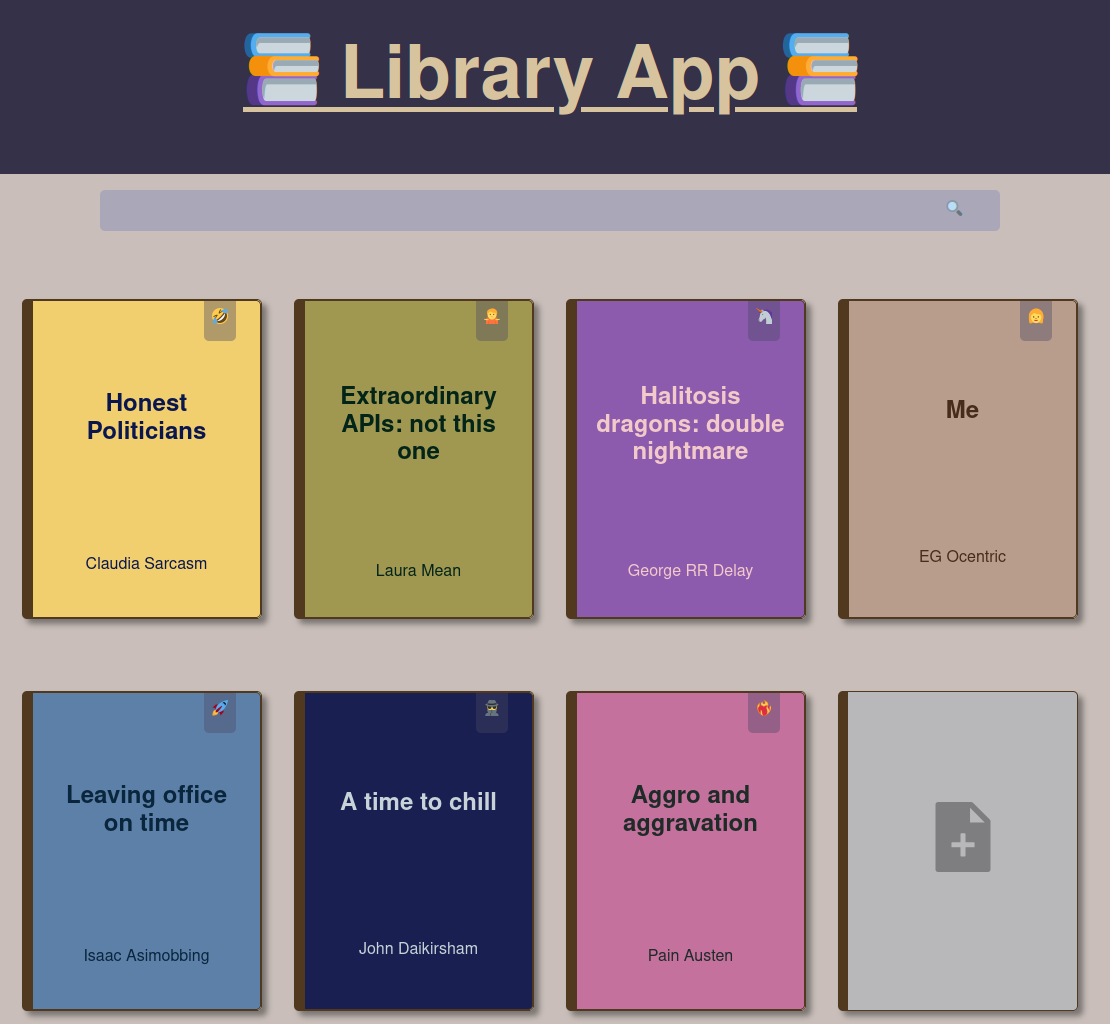 📚 Library App 📚
🔍
🤣
Honest
Politicians
Claudia Sarcasm
🤷
Extraordinary
APIs: not this
one
Laura Mean
🦄
Halitosis
dragons: double
nightmare
George RR Delay
👩
Me
EG Ocentric
🚀
Leaving office
on time
Isaac Asimobbing
🕵
A time to chill
John Daikirsham
❤️‍🔥
Aggro and
aggravation
Pain Austen